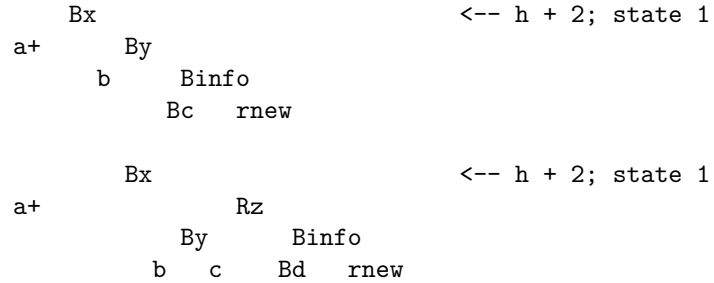 Bx <-- h + 2; state 1
a+ By
b Binfo
Bc rnew
Bx <-- h + 2; state 1
a+ Rz
By Binfo
b c Bd rnew